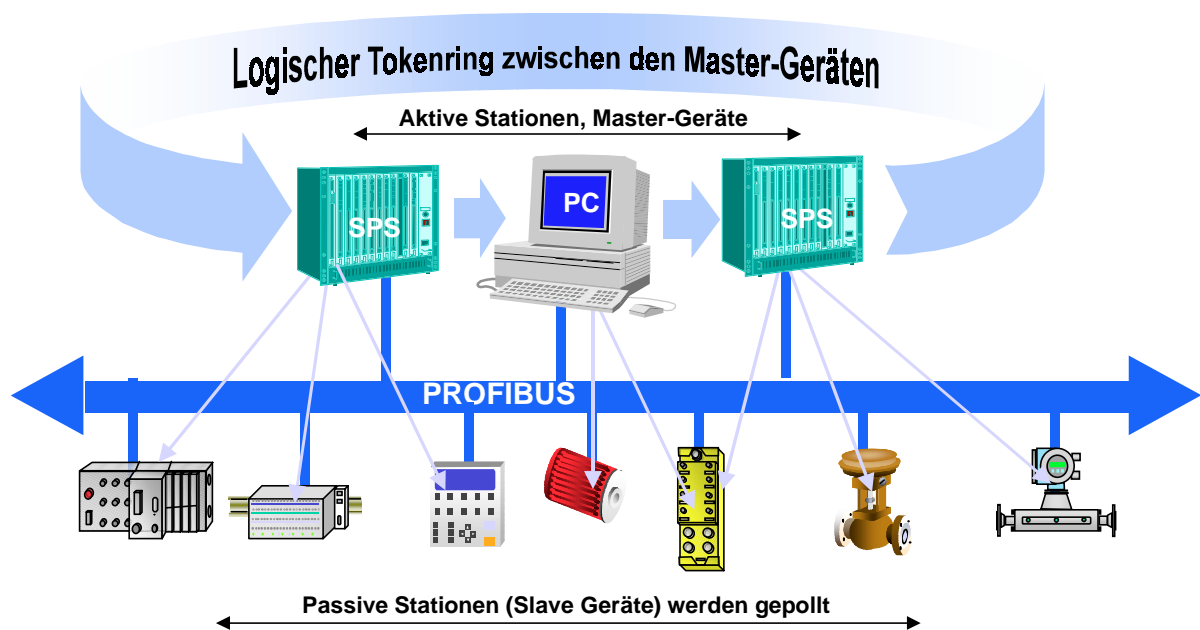 Logischer Tokenring zwischen den Master-Geräten
Aktive Stationen, Master-Geräte
SPS
PC
SPS
PROFIBUS
Passive Stationen (Slave Geräte) werden gepollt